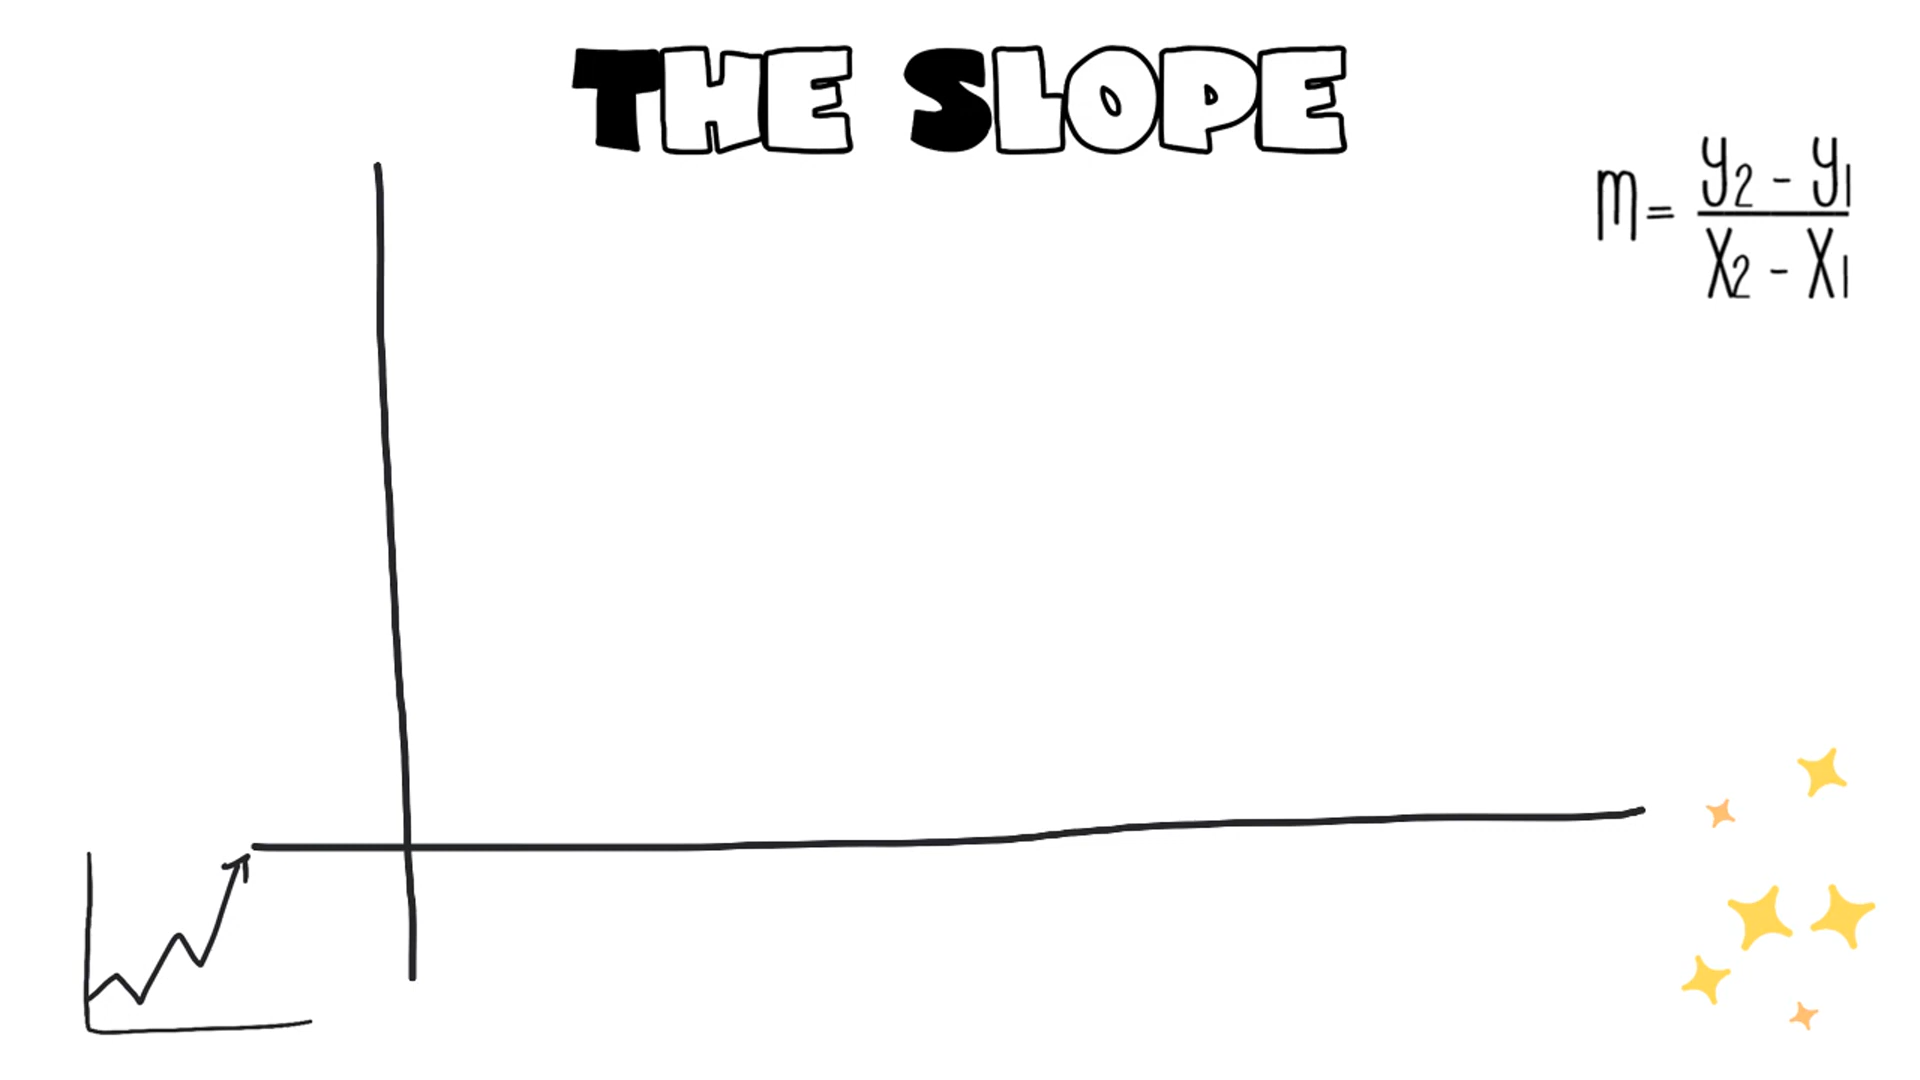 THE SLOPE
m = y2 - y1
x2 - x1